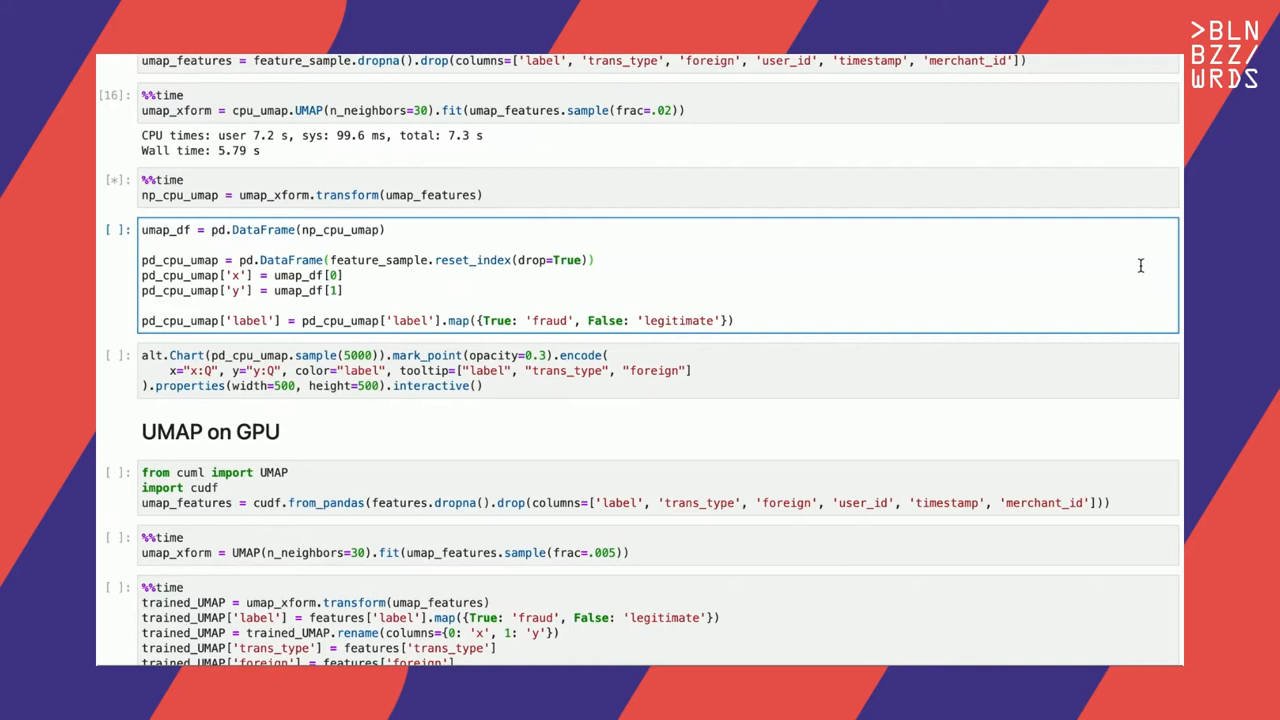 >BLN
BZZ/
WRDS
umap_features = feature_sample.dropna().drop(columns=['label', 'trans_type', 'foreign', 'user_id', 'timestamp', 'merchant_id'])
[16]: %%time
umap_xform = cpu_umap.UMAP(n_neighbors=30).fit(umap_features.sample(frac=.02))
CPU times: user 7.2 s, sys: 99.6 ms, total: 7.3 s
Wall time: 5.79 s
[*]: %%time
np_cpu_umap = umap_xform.transform(umap_features)
[ ]: umap_df = pd.DataFrame(np_cpu_umap)
pd_cpu_umap = pd.DataFrame(feature_sample.reset_index(drop=True))
pd_cpu_umap['x'] = umap_df[0]
pd_cpu_umap['y'] = umap_df[1]
pd_cpu_umap['label'] = pd_cpu_umap['label'].map({True: 'fraud', False: 'legitimate'})
[ ]: alt.Chart(pd_cpu_umap.sample(5000)).mark_point(opacity=0.3).encode(
x="x:Q", y="y:Q", color="label", tooltip=["label", "trans_type", "foreign"]
).properties(width=500, height=500).interactive()
UMAP on GPU
[ ]: from cuml import UMAP
import cudf
umap_features = cudf.from_pandas(features.dropna().drop(columns=['label', 'trans_type', 'foreign', 'user_id', 'timestamp', 'merchant_id']))
[ ]: %%time
umap_xform = UMAP(n_neighbors=30).fit(umap_features.sample(frac=.005))
[ ]: %%time
trained_UMAP = umap_xform.transform(umap_features)
trained_UMAP['label'] = features['label'].map({True: 'fraud', False: 'legitimate'})
trained_UMAP = trained_UMAP.rename(columns={0: 'x', 1: 'y'})
trained_UMAP['trans_type'] = features['trans_type']
trained_UMAP['foreign'] = features['foreign']